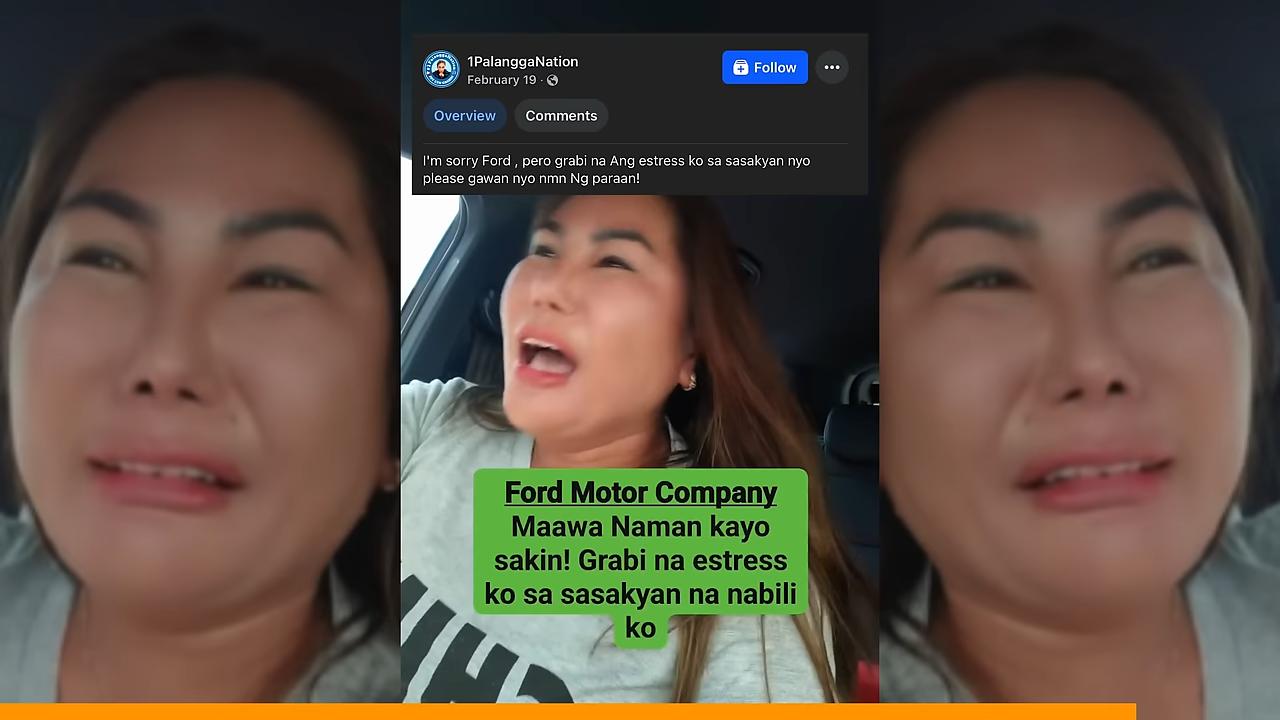 1PalanggaNation
February 19 ·
Follow
Overview
Comments
I'm sorry Ford , pero grabi na Ang estress ko sa sasakyan nyo
please gawan nyo nmn Ng paraan!
Ford Motor Company
Maawa Naman kayo
sakin! Grabi na estress
ko sa sasakyan na nabili
ko